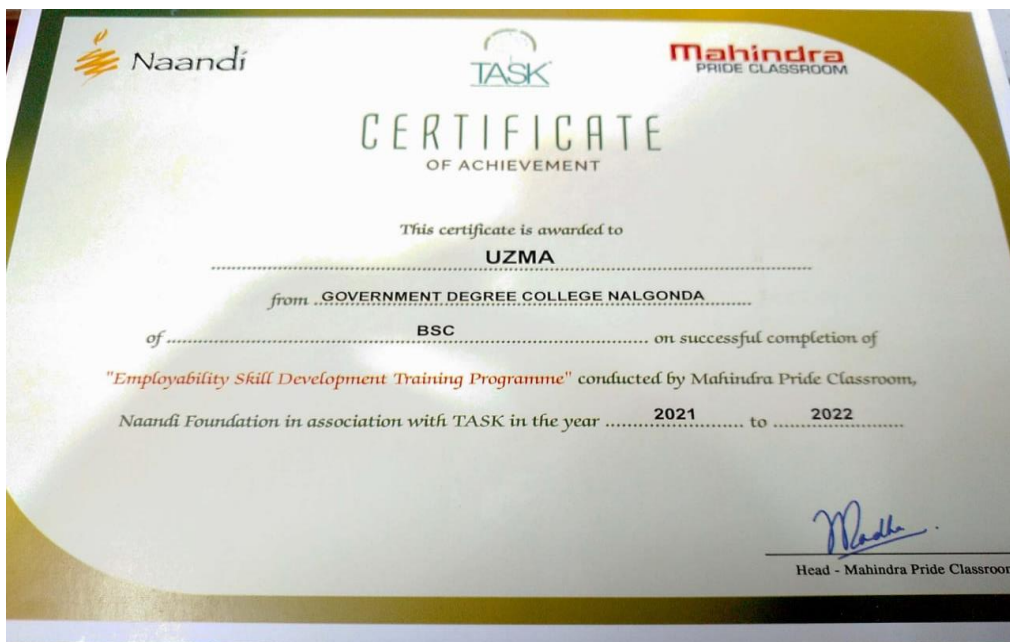 Naandi
TASK
Mahindra
PRIDE CLASSROOM
CERTIFICATE
OF ACHIEVEMENT
This certificate is awarded to
UZMA
from GOVERNMENT DEGREE COLLEGE NALGONDA
of BSC on successful completion of
"Employability Skill Development Training Programme" conducted by Mahindra Pride Classroom,
Naandi Foundation in association with TASK in the year 2021 to 2022
Head - Mahindra Pride Classroom